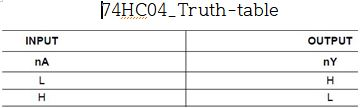 74HC04_Truth-table
INPUT OUTPUT
nA nY
L H
H L